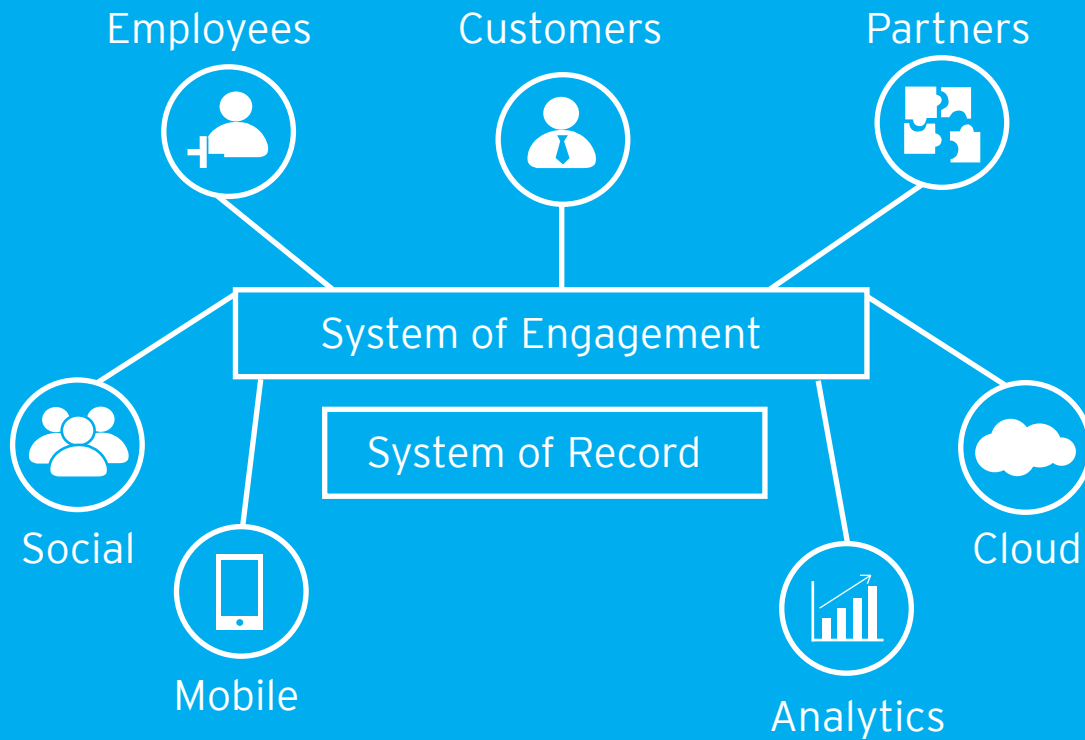 Employees
Customers
Partners
System of Engagement
System of Record
Social
Cloud
Mobile
Analytics